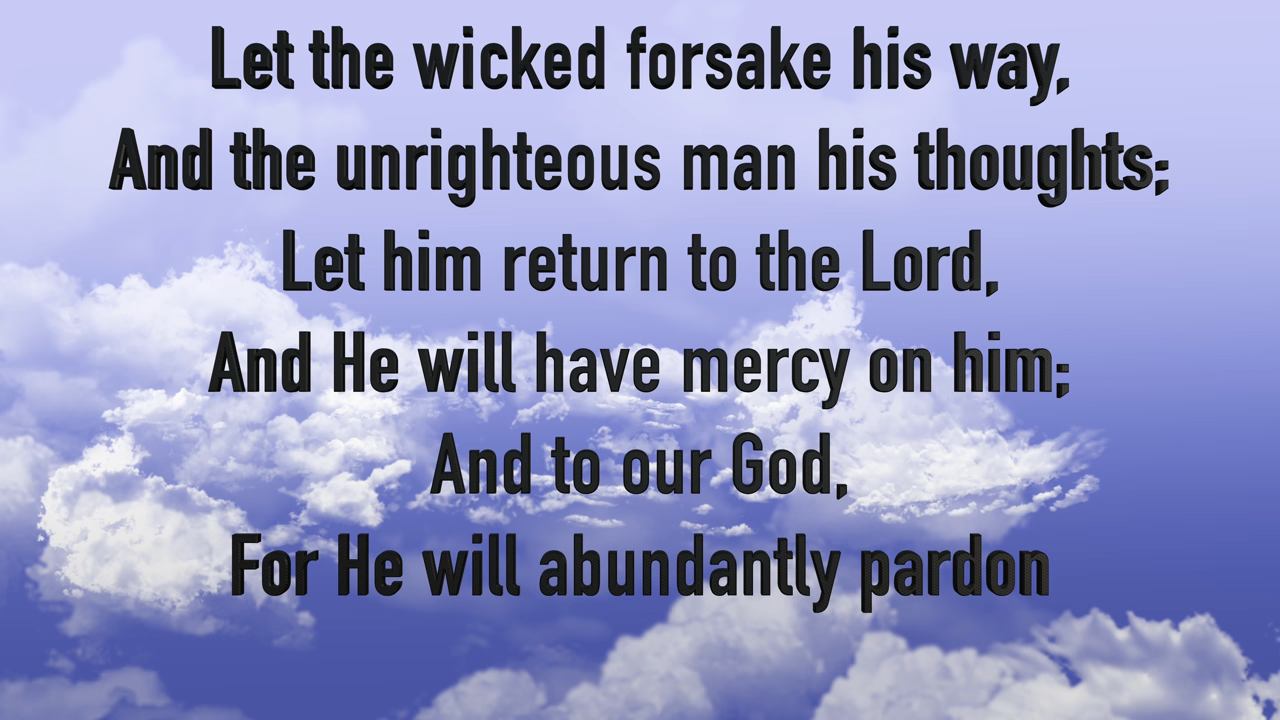 Let the wicked forsake his way,
And the unrighteous man his thoughts;
Let him return to the Lord,
And He will have mercy on him;
And to our God,
For He will abundantly pardon